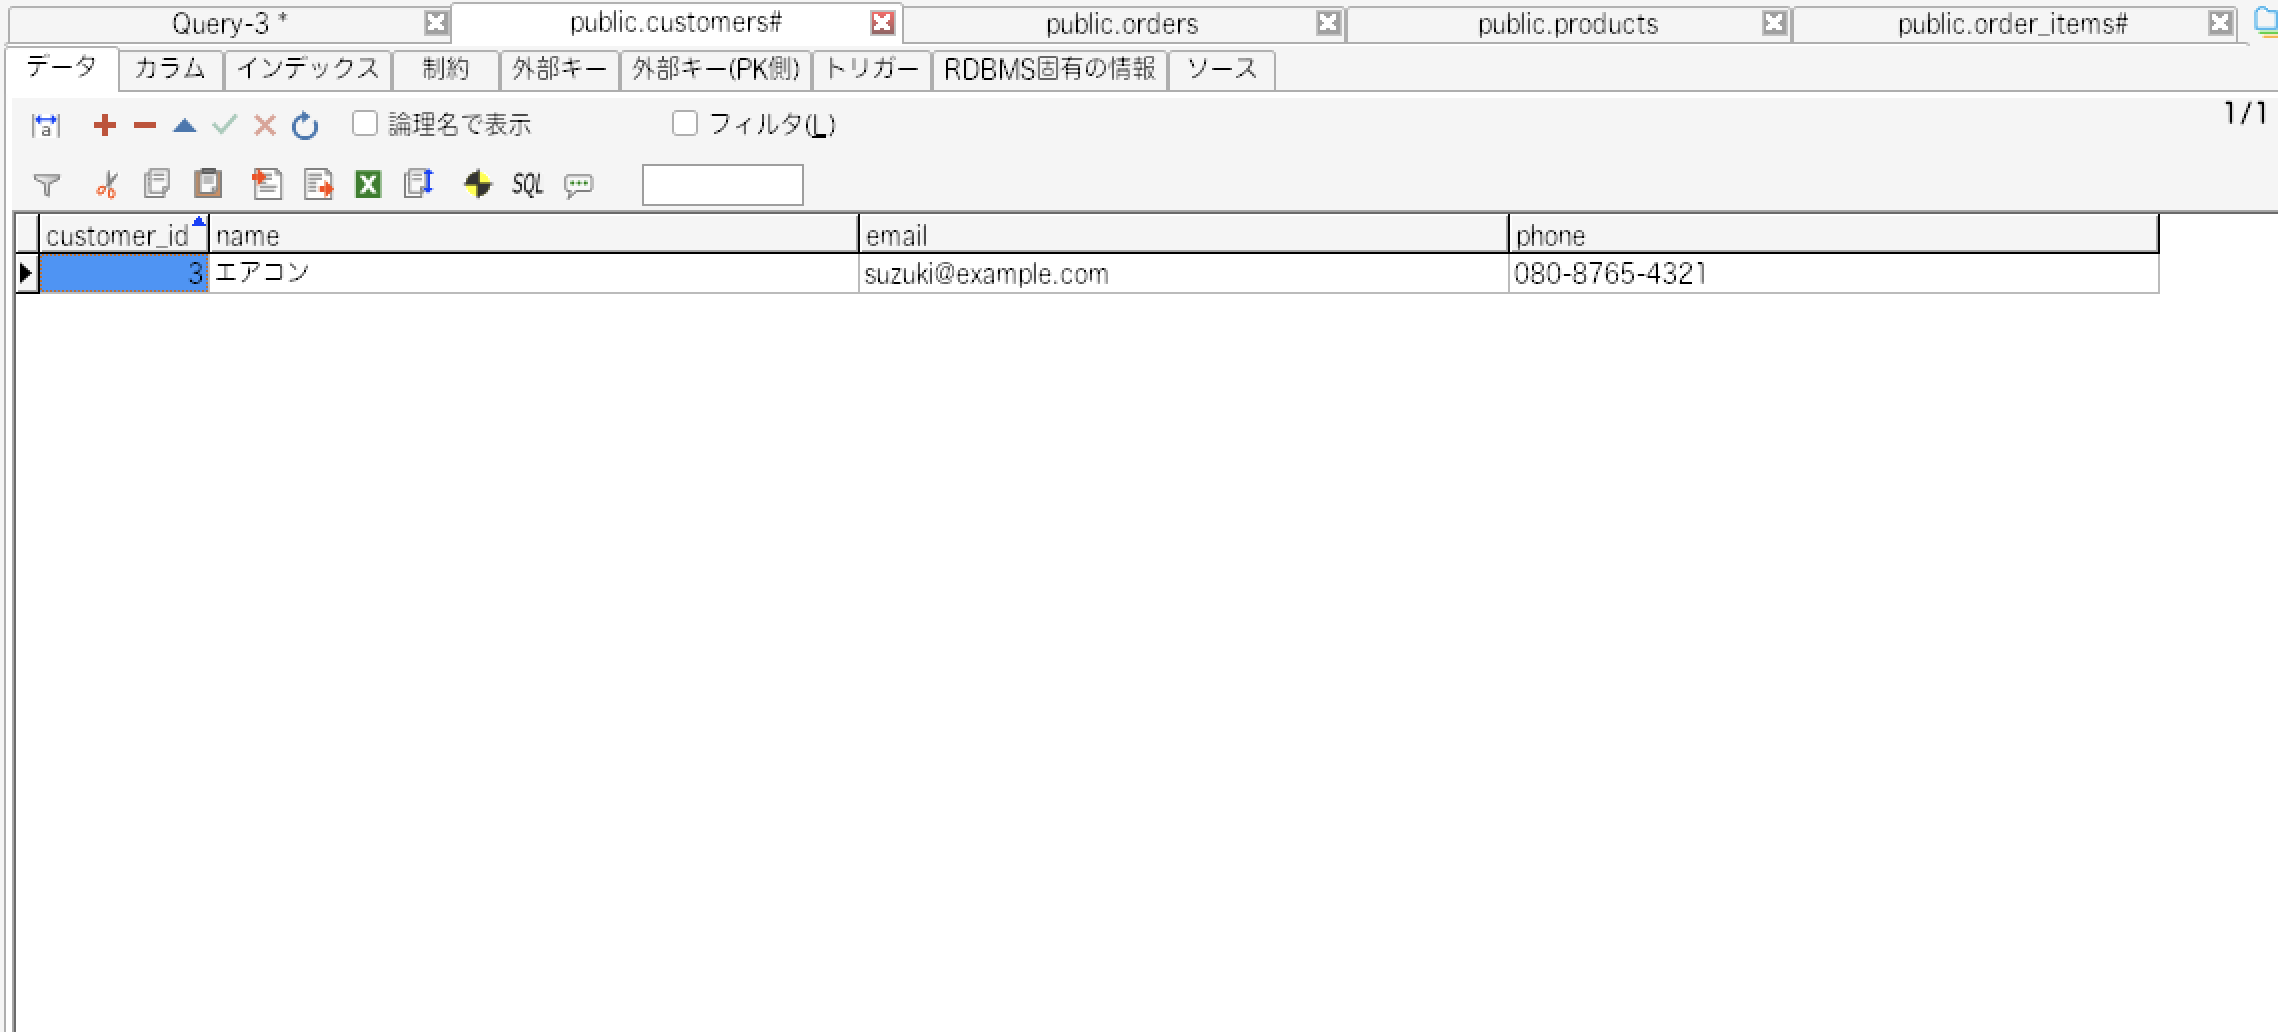 Query-3 * public.customers# public.orders public.products public.order_items#
データ カラム インデックス 制約 外部キー 外部キー(PK側) トリガー RDBMS固有の情報 ソース
a 論理名で表示 フィルタ(L) 1/1
X SQL
customer_id name email phone
3 エアコン suzuki@example.com 080-8765-4321